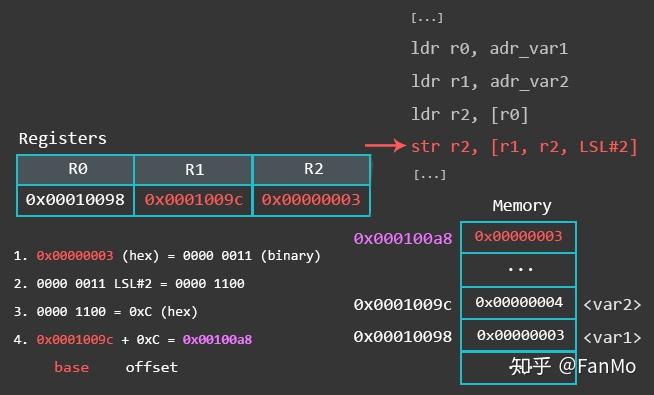 [...]
ldr r0, adr_var1
ldr r1, adr_var2
ldr r2, [r0]
str r2, [r1, r2, LSL#2]
[...]
Registers
R0 R1 R2
0x00010098 0x0001009c 0x00000003
1. 0x00000003 (hex) = 0000 0011 (binary)
2. 0000 0011 LSL#2 = 0000 1100
3. 0000 1100 = 0xC (hex)
4. 0x0001009c + 0xC = 0x00100a8
base offset
Memory
0x000100a8 0x00000003
...
0x0001009c 0x00000004 <var2>
0x00010098 0x00000003 <var1>
知乎 @FanMo